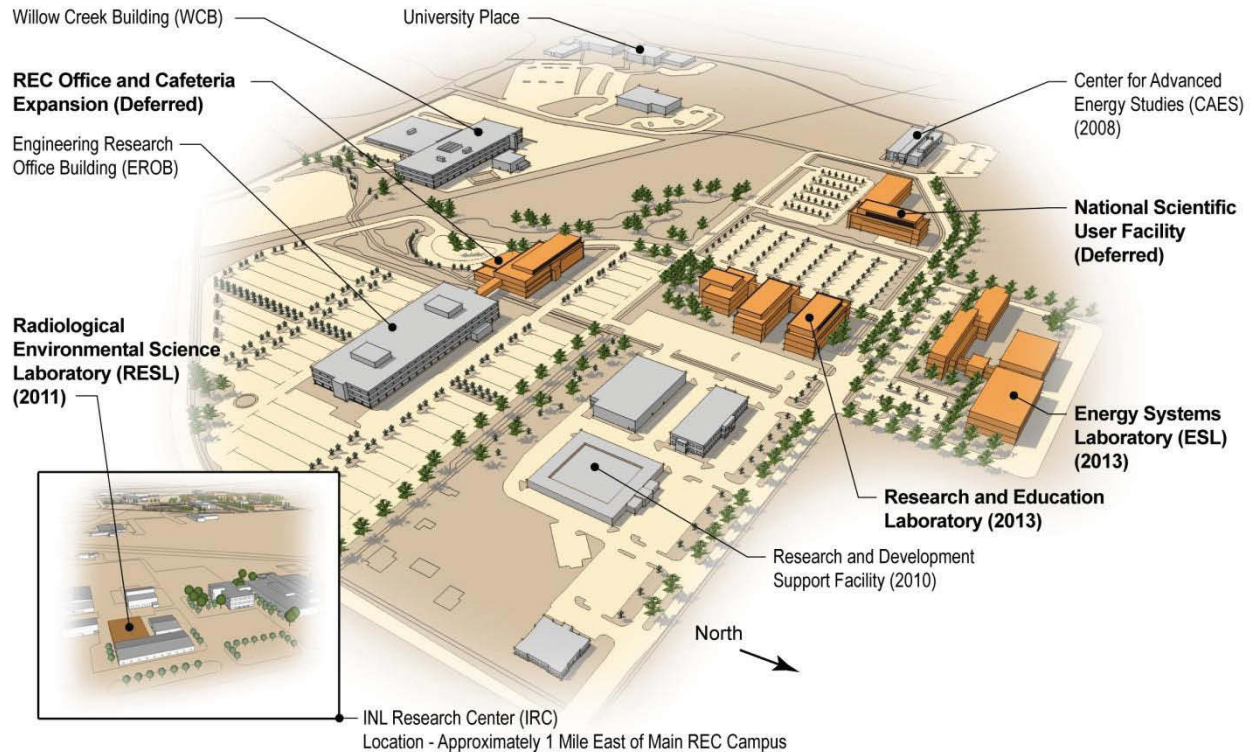 Willow Creek Building (WCB)
University Place
REC Office and Cafeteria
Expansion (Deferred)
Engineering Research
Office Building (EROB)
Center for Advanced
Energy Studies (CAES)
(2008)
National Scientific
User Facility
(Deferred)
Radiological
Environmental Science
Laboratory (RESL)
(2011)
Energy Systems
Laboratory (ESL)
(2013)
Research and Education
Laboratory (2013)
Research and Development
Support Facility (2010)
North
INL Research Center (IRC)
Location - Approximately 1 Mile East of Main REC Campus